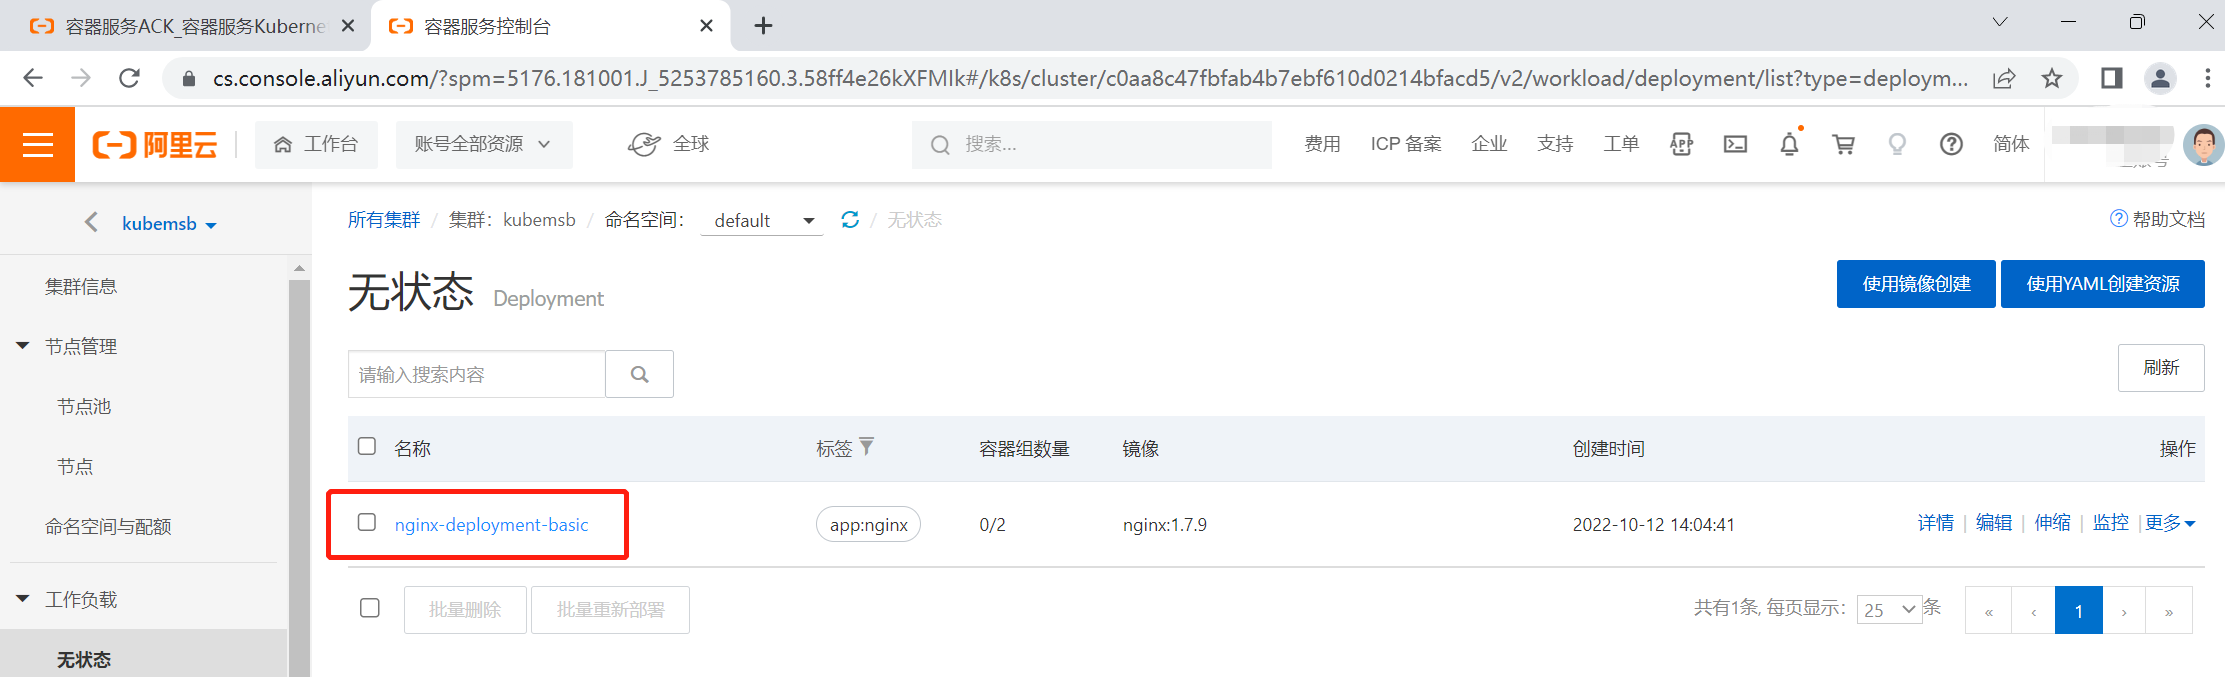 容器服务ACK_容器服务Kuberne
容器服务控制台
cs.console.aliyun.com/?spm=5176.181001.J_5253785160.3.58ff4e26kXFMIk#/k8s/cluster/c0aa8c47fbfab4b7ebf610d0214bfacd5/v2/workload/deployment/list?type=deploym...
阿里云 工作台 账号全部资源 全球 搜索... 费用 ICP 备案 企业 支持 工单 APP 简体
kubemsb
所有集群 / 集群: kubemsb / 命名空间: default / 无状态
帮助文档
集群信息
无状态 Deployment
使用镜像创建 使用YAML创建资源
节点管理
请输入搜索内容
刷新
节点池
名称 标签 容器组数量 镜像 创建时间 操作
节点
nginx-deployment-basic app:nginx 0/2 nginx:1.7.9 2022-10-12 14:04:41 详情 | 编辑 | 伸缩 | 监控 | 更多
命名空间与配额
工作负载
批量删除 批量重新部署
共有1条, 每页显示: 25 条 « ‹ 1 › »
无状态